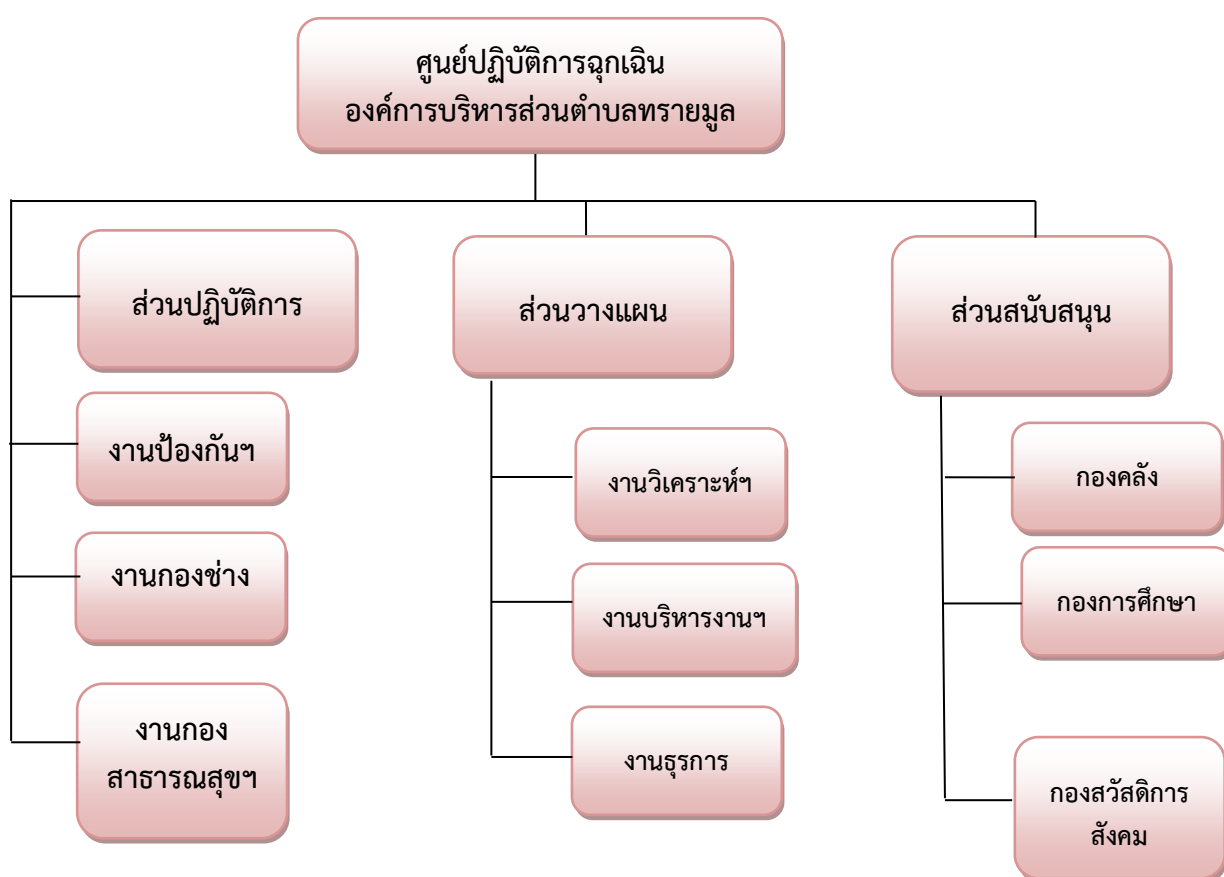 ศูนย์ปฏิบัติการฉุกเฉิน
องค์การบริหารส่วนตำบลทรายมูล
ส่วนปฏิบัติการ
งานป้องกันฯ
งานกองช่าง
งานกอง
สาธารณสุขฯ
ส่วนวางแผน
งานวิเคราะห์ฯ
งานบริหารงานฯ
งานธุรการ
ส่วนสนับสนุน
กองคลัง
กองการศึกษา
กองสวัสดิการ
สังคม